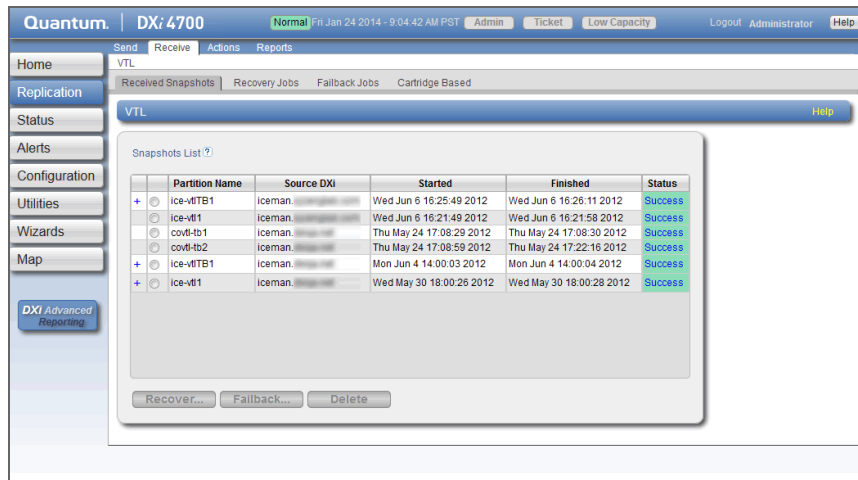 Quantum. DXi 4700 Normal Fri Jan 24 2014 - 9:04:42 AM PST Admin Ticket Low Capacity Logout Administrator Help
Send Receive Actions Reports
Home
VTL
Received Snapshots Recovery Jobs Failback Jobs Cartridge Based
Replication
VTL Help
Status
Alerts
Snapshots List ?
Configuration
Partition Name Source DXi Started Finished Status
Utilities
+ ice-vtlTB1 iceman. Wed Jun 6 16:25:49 2012 Wed Jun 6 16:26:11 2012 Success
ice-vtl1 iceman. Wed Jun 6 16:21:49 2012 Wed Jun 6 16:21:58 2012 Success
Wizards
covtl-tb1 iceman. Thu May 24 17:08:29 2012 Thu May 24 17:08:30 2012 Success
covtl-tb2 iceman. Thu May 24 17:08:59 2012 Thu May 24 17:22:16 2012 Success
Map
+ ice-vtlTB1 iceman. Mon Jun 4 14:00:03 2012 Mon Jun 4 14:00:04 2012 Success
+ ice-vtl1 iceman. Wed May 30 18:00:26 2012 Wed May 30 18:00:28 2012 Success
DXi Advanced
Reporting
Recover... Failback... Delete